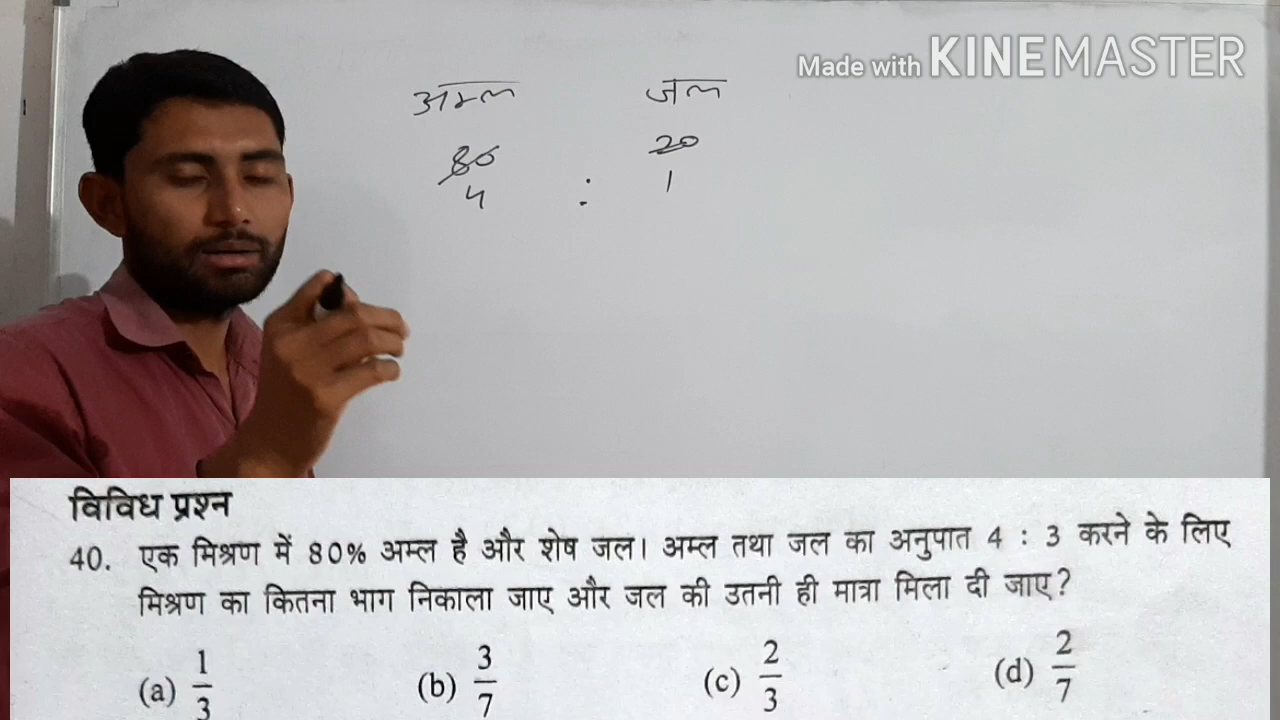 Made with KINEMASTER
अम्ल जल
80 20
4 : 1
विविध प्रश्न
40. एक मिश्रण में 80% अम्ल है और शेष जल। अम्ल तथा जल का अनुपात 4 : 3 करने के लिए
मिश्रण का कितना भाग निकाला जाए और जल की उतनी ही मात्रा मिला दी जाए?
(a) 1/3 (b) 3/7 (c) 2/3 (d) 2/7